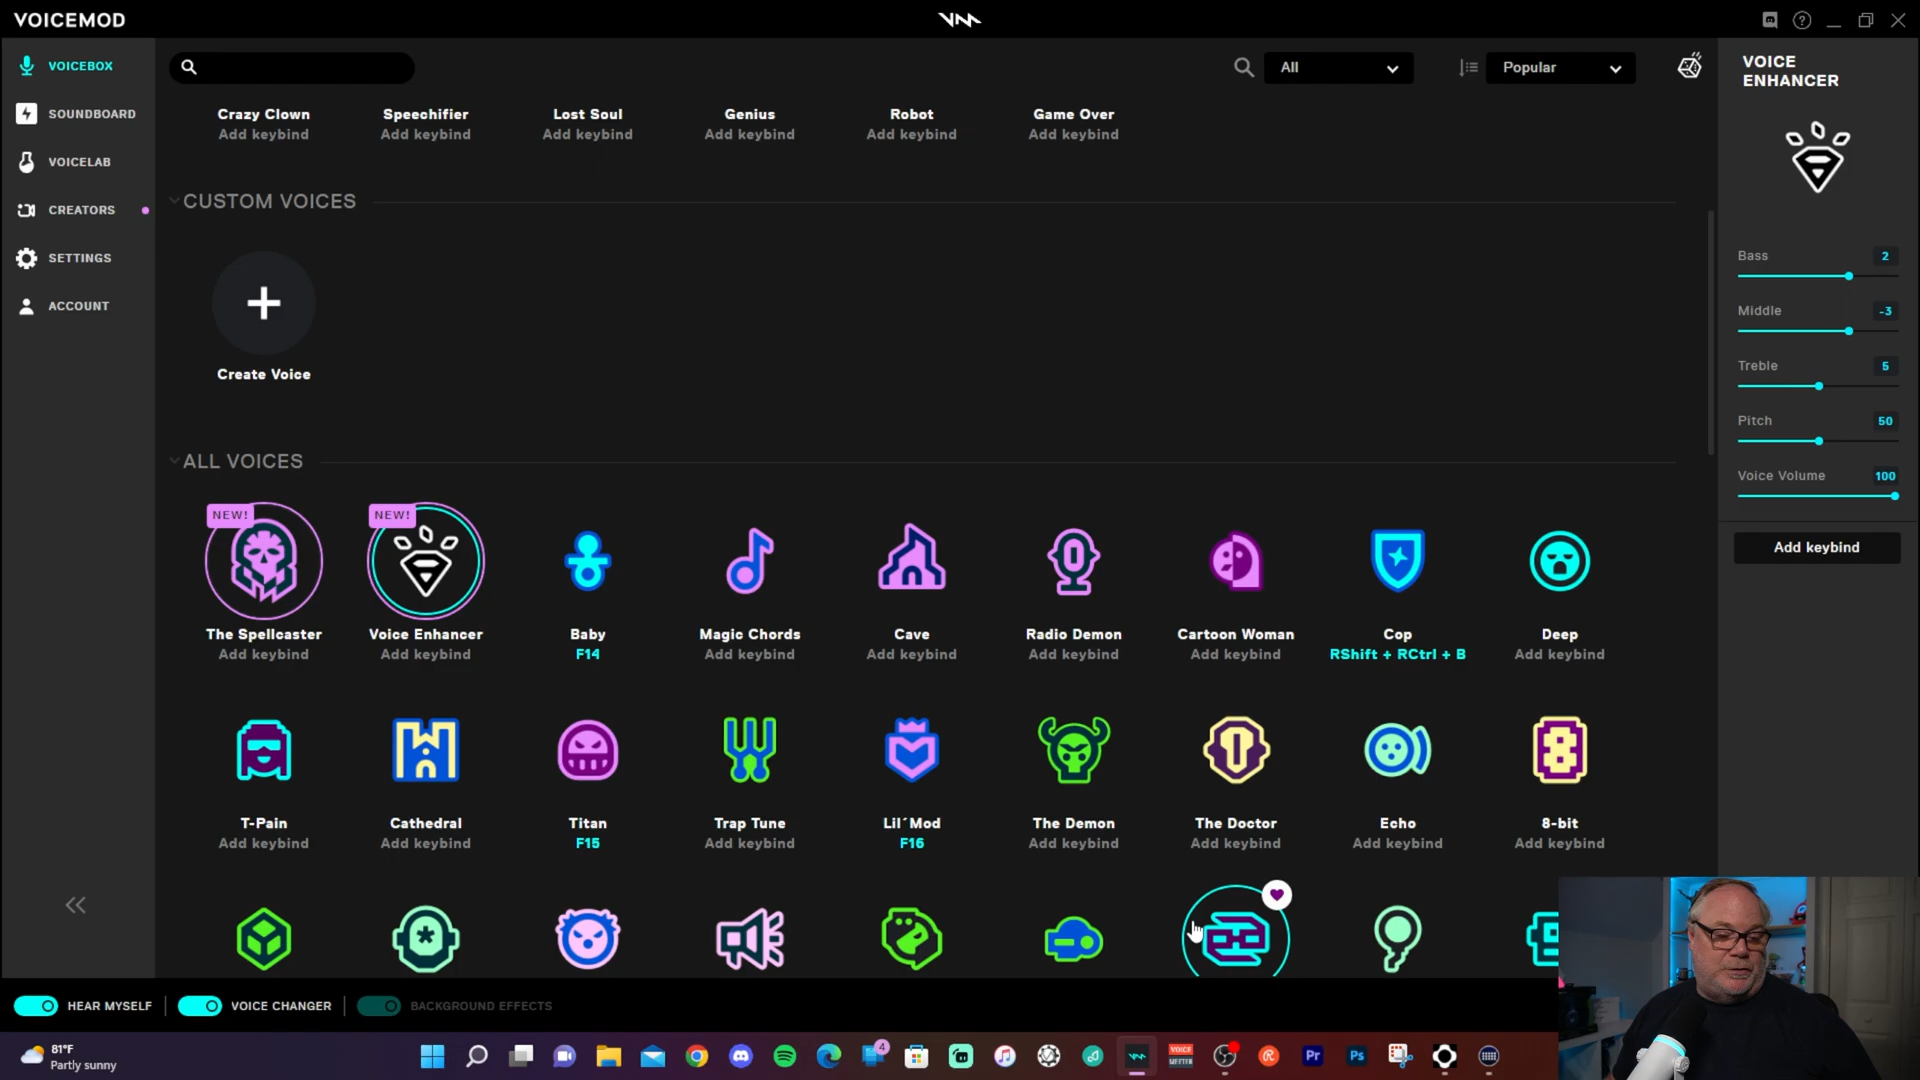 VOICEMOD
VOICEBOX
SOUNDBOARD
VOICELAB
CREATORS
SETTINGS
ACCOUNT
All
Popular
Crazy Clown
Add keybind
Speechifier
Add keybind
Lost Soul
Add keybind
Genius
Add keybind
Robot
Add keybind
Game Over
Add keybind
CUSTOM VOICES
Create Voice
ALL VOICES
NEW!
The Spellcaster
Add keybind
NEW!
Voice Enhancer
Add keybind
Baby
F14
Magic Chords
Add keybind
Cave
Add keybind
Radio Demon
Add keybind
Cartoon Woman
Add keybind
Cop
RShift + RCtrl + B
Deep
Add keybind
T-Pain
Add keybind
Cathedral
Add keybind
Titan
F15
Trap Tune
Add keybind
Lil´Mod
F16
The Demon
Add keybind
The Doctor
Add keybind
Echo
Add keybind
8-bit
Add keybind
VOICE
ENHANCER
Bass 2
Middle -3
Treble 5
Pitch 50
Voice Volume 100
Add keybind
HEAR MYSELF
VOICE CHANGER
BACKGROUND EFFECTS
81°F
Partly sunny
4
VOICE
MEETER
Pr
Ps